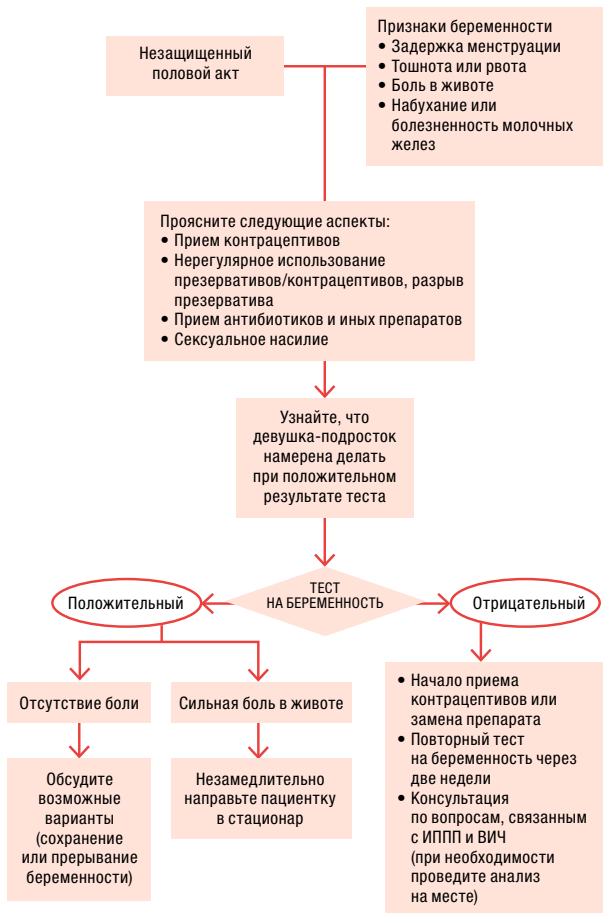 Незащищенный
половой акт
Признаки беременности
• Задержка менструации
• Тошнота или рвота
• Боль в животе
• Набухание или
болезненность молочных
желез
Проясните следующие аспекты:
• Прием контрацептивов
• Нерегулярное использование
презервативов/контрацептивов, разрыв
презерватива
• Прием антибиотиков и иных препаратов
• Сексуальное насилие
Узнайте, что
девушка-подросток
намерена делать
при положительном
результате теста
ТЕСТ
НА БЕРЕМЕННОСТЬ
Положительный
Отрицательный
Отсутствие боли
Сильная боль в животе
Обсудите
возможные
варианты
(сохранение
или прерывание
беременности)
Незамедлительно
направьте пациентку
в стационар
• Начало приема
контрацептивов или
замена препарата
• Повторный тест
на беременность через
две недели
• Консультация
по вопросам, связанным
с ИППП и ВИЧ
(при необходимости
проведите анализ
на месте)